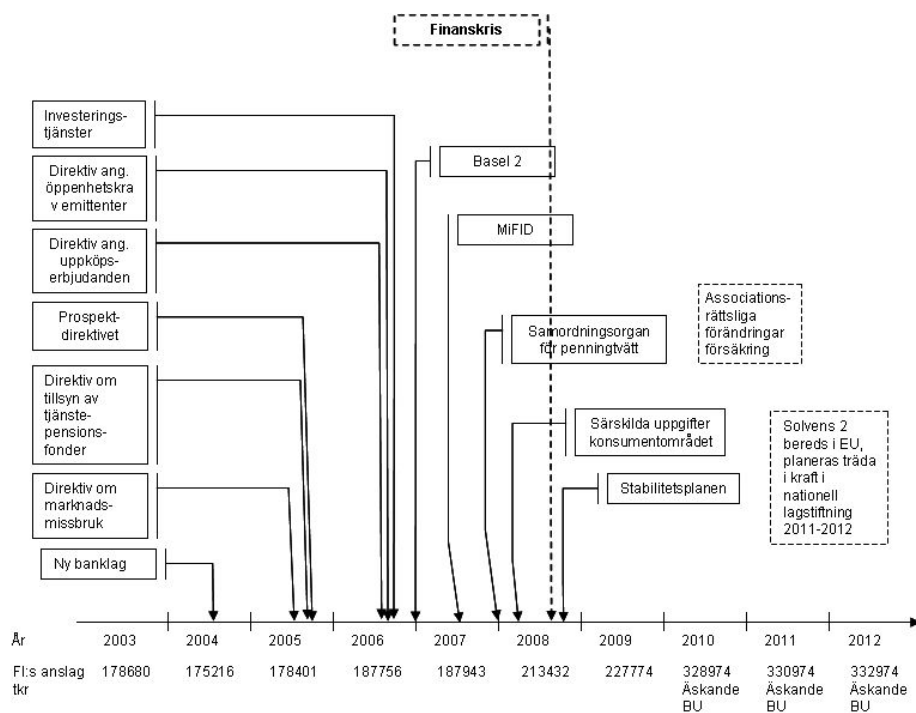 Finanskris
Investerings-
tjänster
Direktiv ang.
öppenhetskra
v emittenter
Direktiv ang.
uppköps-
erbjudanden
Prospekt-
direktivet
Direktiv om
tillsyn av
tjänste-
pensions-
fonder
Direktiv om
marknads-
missbruk
Ny banklag
Basel 2
MiFID
Samordningsorgan
för penningtvätt
Särskilda uppgifter
konsumentområdet
Stabilitetsplanen
Associations-
rättsliga
förändringar
försäkring
Solvens 2
bereds i EU,
planeras träda
i kraft i
nationell
lagstiftning
2011-2012
År 2003 2004 2005 2006 2007 2008 2009 2010 2011 2012
FI:s anslag 178680 175216 178401 187756 187943 213432 227774 328974 330974 332974
tkr Äskande Äskande Äskande
BU BU BU